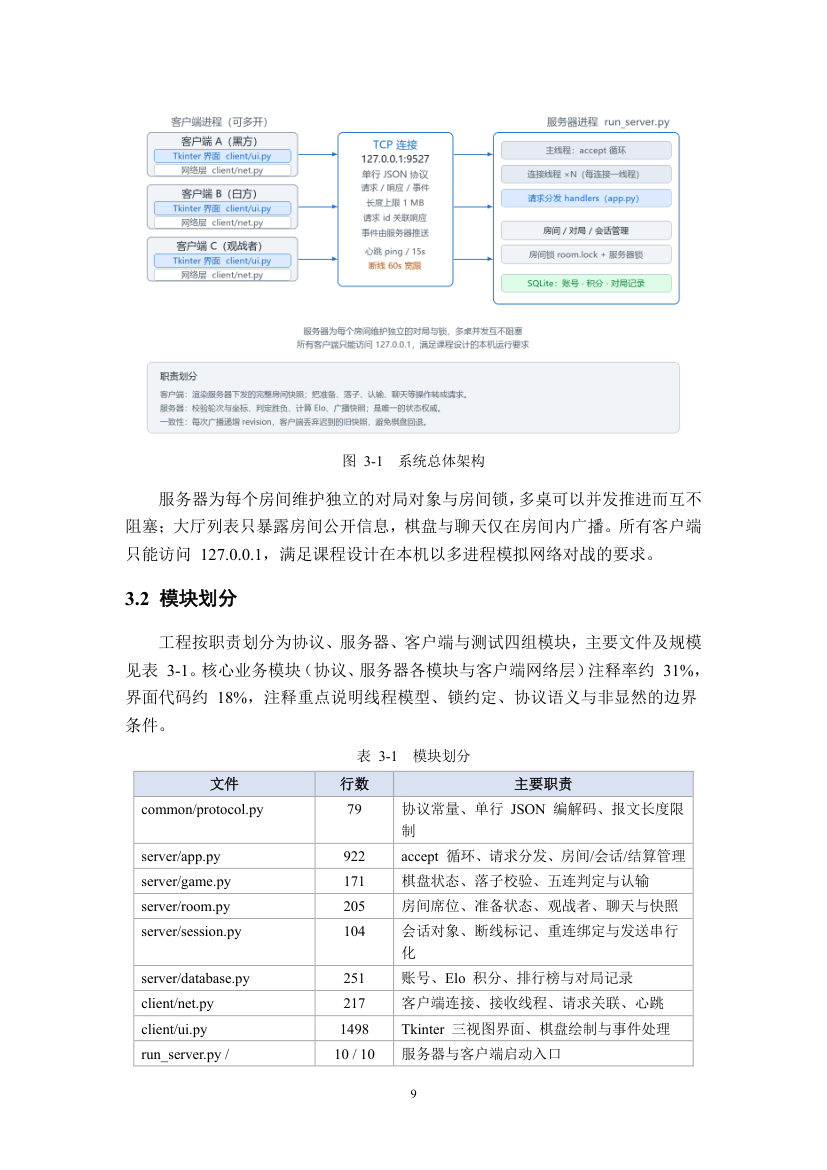 客户端进程（可多开）
客户端 A（黑方）
Tkinter 界面 client/ui.py
网络层 client/net.py
客户端 B（白方）
Tkinter 界面 client/ui.py
网络层 client/net.py
客户端 C（观战者）
Tkinter 界面 client/ui.py
网络层 client/net.py
TCP 连接
127.0.0.1:9527
单行 JSON 协议
请求 / 响应 / 事件
长度上限 1 MB
请求 id 关联响应
事件由服务器推送
心跳 ping / 15s
断线 60s 宽限
服务器进程 run_server.py
主线程：accept 循环
连接线程 ×N（每连接一线程）
请求分发 handlers（app.py）
房间 / 对局 / 会话管理
房间锁 room.lock + 服务器锁
SQLite：账号 · 积分 · 对局记录
服务器为每个房间维护独立的对局与锁，多桌并发互不阻塞
所有客户端只能访问 127.0.0.1，满足课程设计的本机运行要求
职责划分
客户端：渲染服务器下发的完整房间快照；把准备、落子、认输、聊天等操作转成请求。
服务器：校验轮次与坐标、判定胜负、计算 Elo、广播快照；是唯一的状态权威。
一致性：每次广播递增 revision，客户端丢弃迟到的旧快照，避免棋盘回退。
图 3-1 系统总体架构
服务器为每个房间维护独立的对局对象与房间锁，多桌可以并发推进而互不
阻塞；大厅列表只暴露房间公开信息，棋盘与聊天仅在房间内广播。所有客户端
只能访问 127.0.0.1，满足课程设计在本机以多进程模拟网络对战的要求。
3.2 模块划分
工程按职责划分为协议、服务器、客户端与测试四组模块，主要文件及规模
见表 3-1。核心业务模块（协议、服务器各模块与客户端网络层）注释率约 31%，
界面代码约 18%，注释重点说明线程模型、锁约定、协议语义与非显然的边界
条件。
表 3-1 模块划分
文件 行数 主要职责
common/protocol.py 79 协议常量、单行 JSON 编解码、报文长度限
制
server/app.py 922 accept 循环、请求分发、房间/会话/结算管理
server/game.py 171 棋盘状态、落子校验、五连判定与认输
server/room.py 205 房间席位、准备状态、观战者、聊天与快照
server/session.py 104 会话对象、断线标记、重连绑定与发送串行
化
server/database.py 251 账号、Elo 积分、排行榜与对局记录
client/net.py 217 客户端连接、接收线程、请求关联、心跳
client/ui.py 1498 Tkinter 三视图界面、棋盘绘制与事件处理
run_server.py / 10 / 10 服务器与客户端启动入口
9